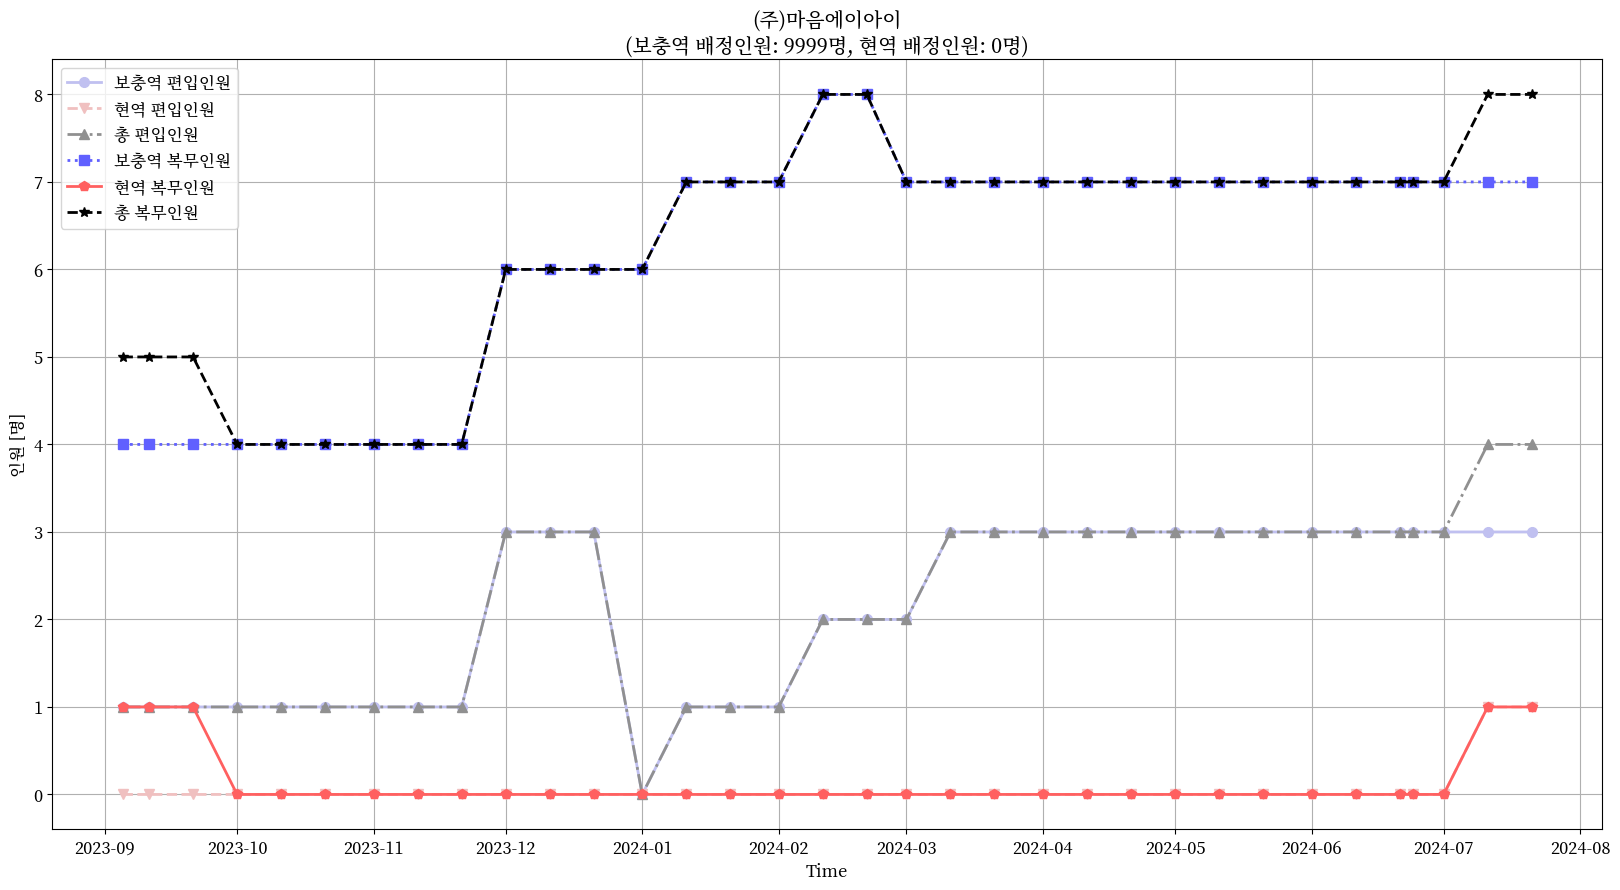 (주)마음에이아이
(보충역 배정인원: 9999명, 현역 배정인원: 0명)
보충역 편입인원
현역 편입인원
총 편입인원
보충역 복무인원
현역 복무인원
총 복무인원
8
7
6
5
4
3
2
1
0
인원 [명]
2023-09 2023-10 2023-11 2023-12 2024-01 2024-02 2024-03 2024-04 2024-05 2024-06 2024-07 2024-08
Time